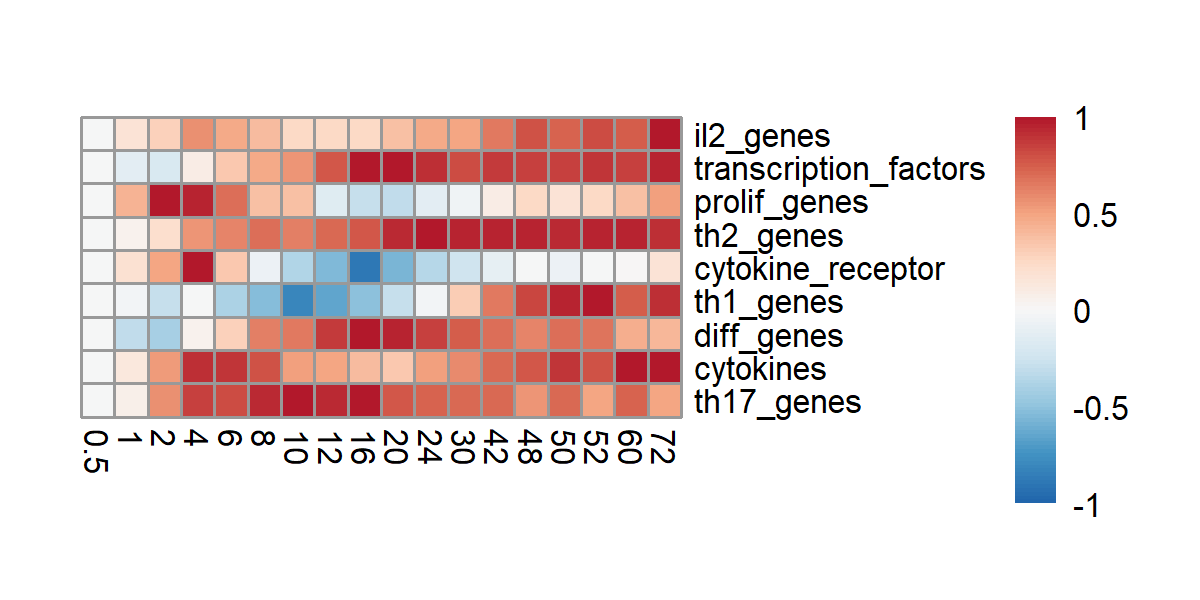 il2_genes
transcription_factors
prolif_genes
th2_genes
cytokine_receptor
th1_genes
diff_genes
cytokines
th17_genes
0.5 1 2 4 6 8 10 12 16 20 24 30 42 48 50 52 60 72
1
0.5
0
-0.5
-1